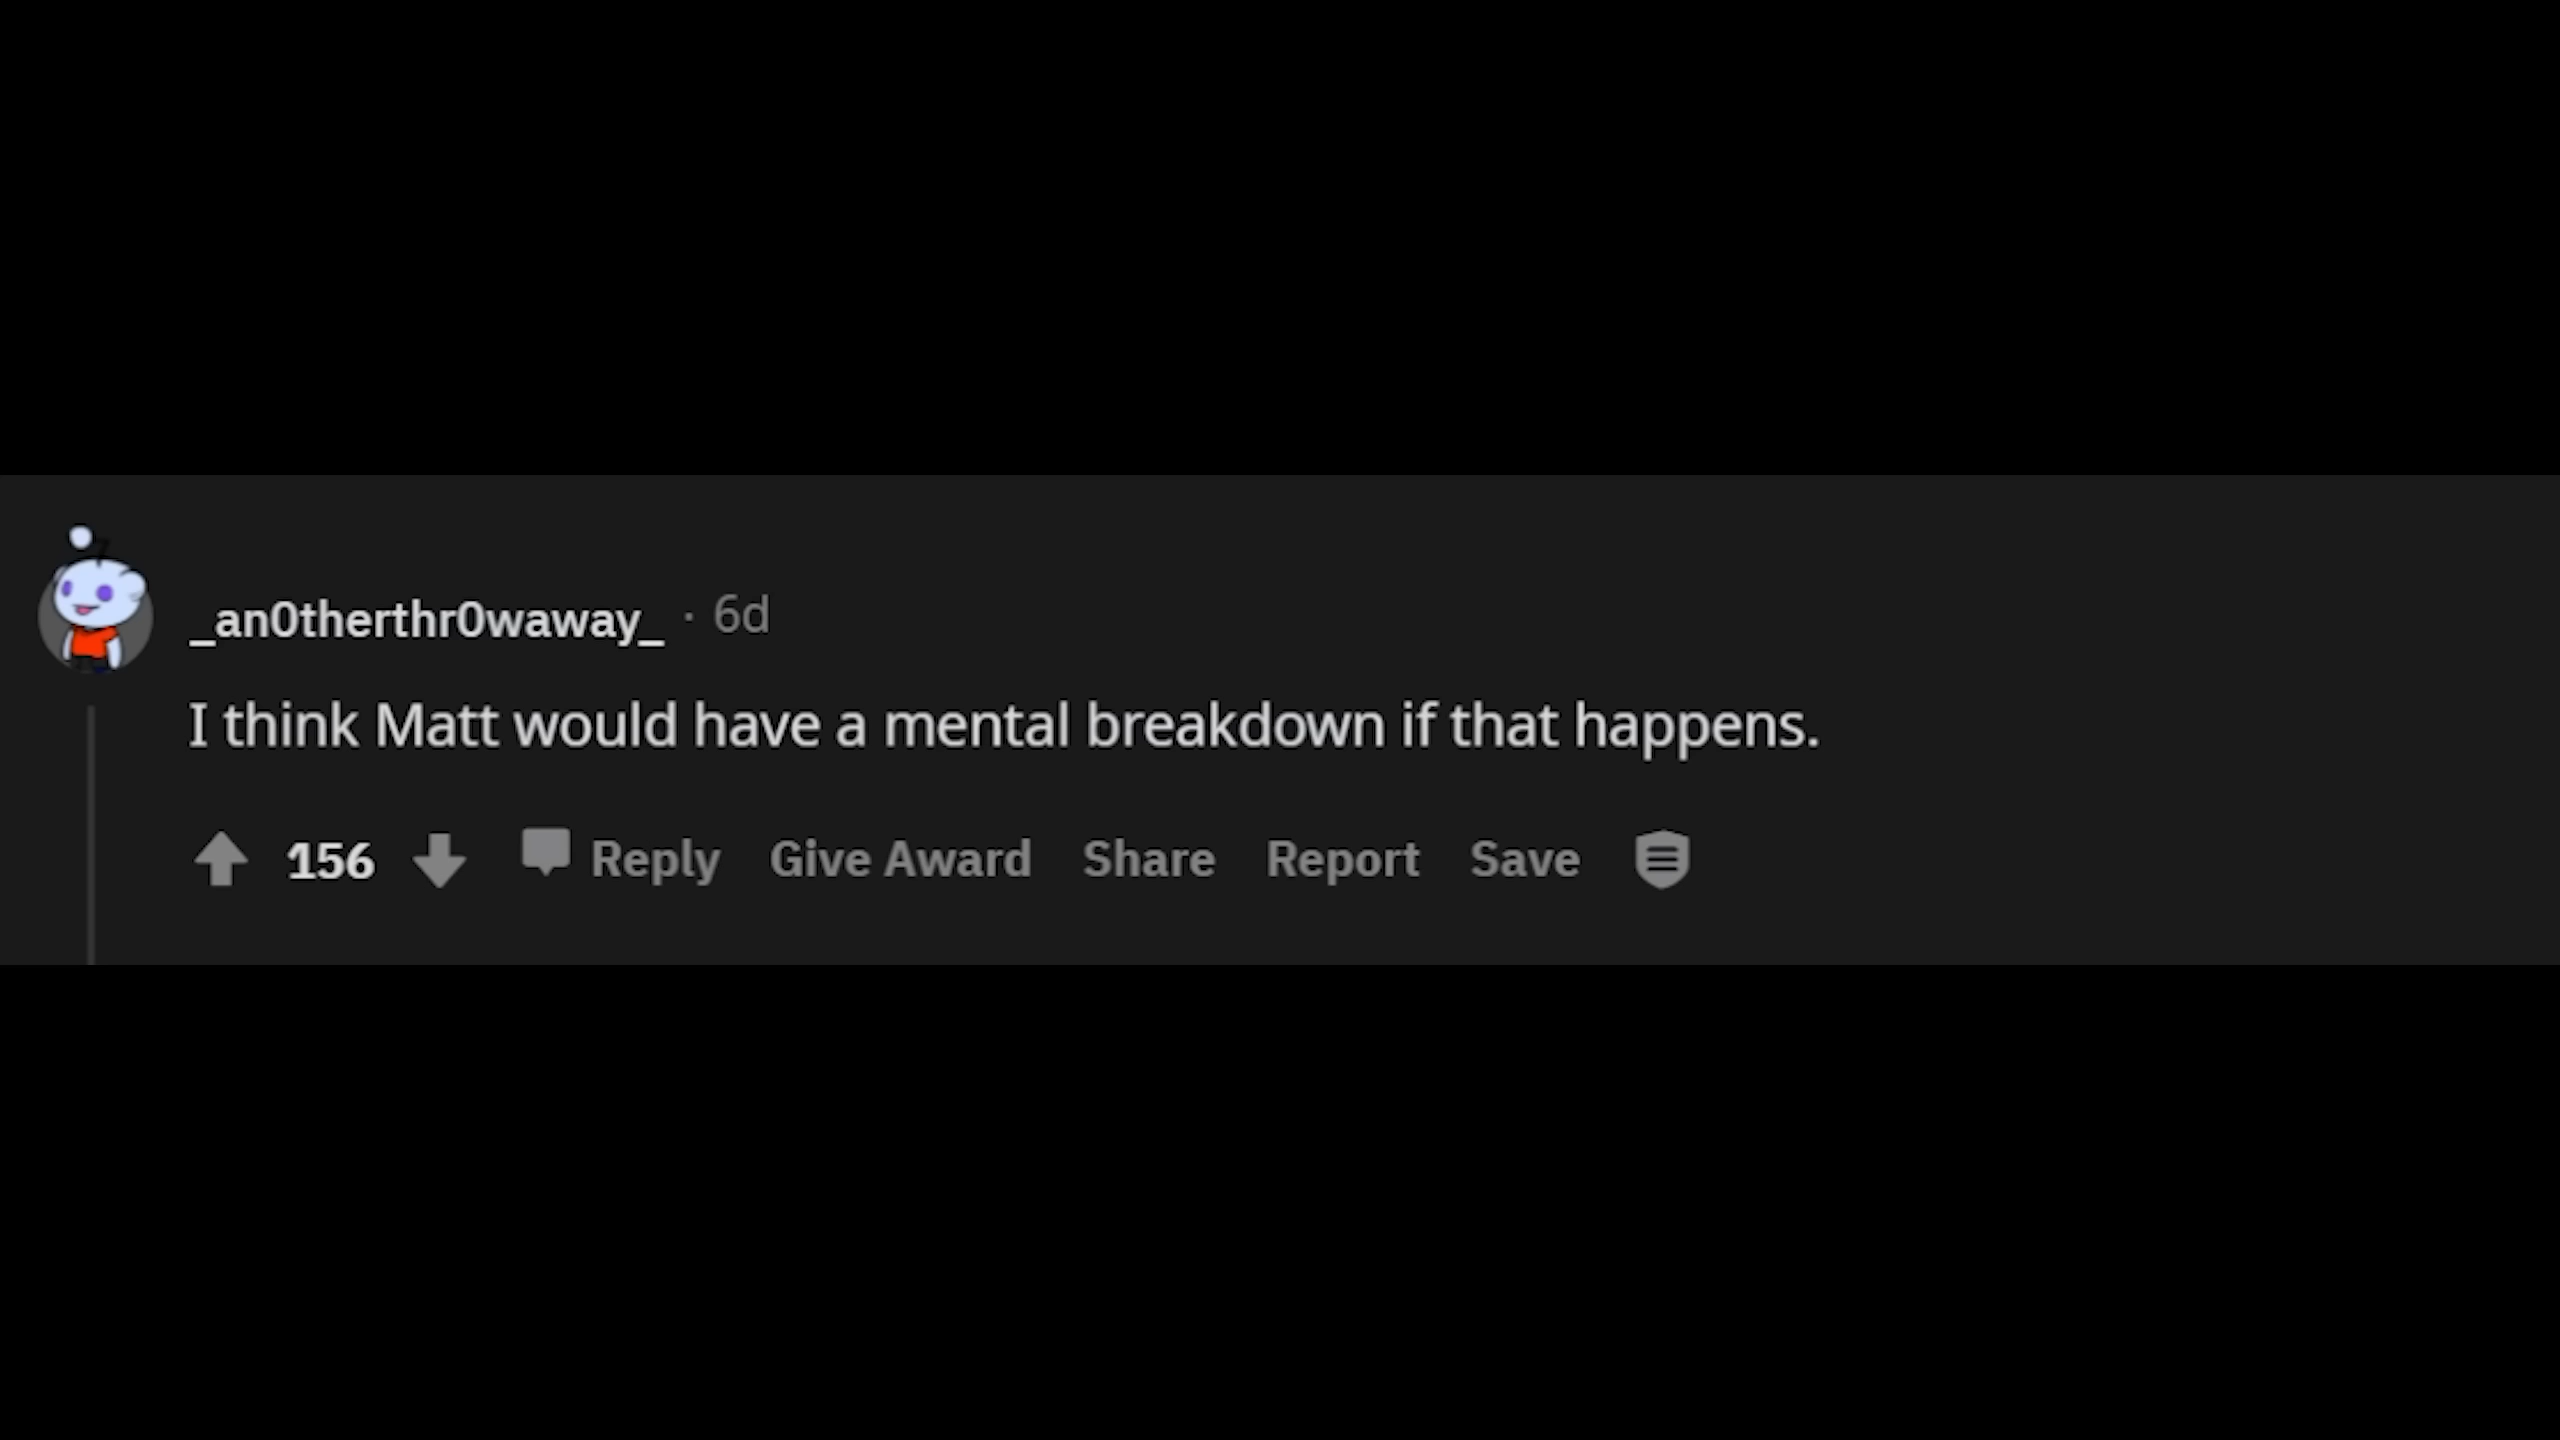 _an0therthr0waway_ · 6d
I think Matt would have a mental breakdown if that happens.
156 Reply Give Award Share Report Save